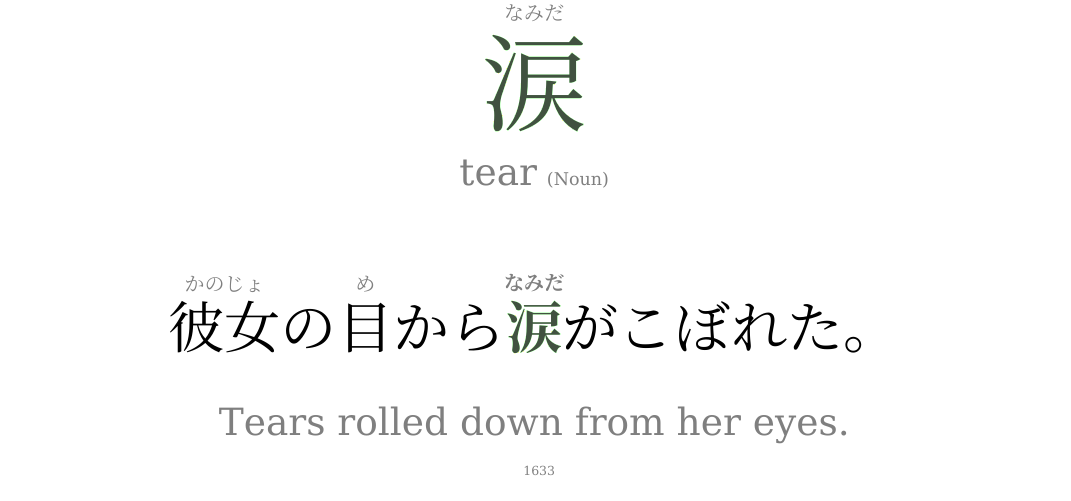 なみだ
涙
tear (Noun)
かのじょ め なみだ
彼女の目から涙がこぼれた。
Tears rolled down from her eyes.
1633